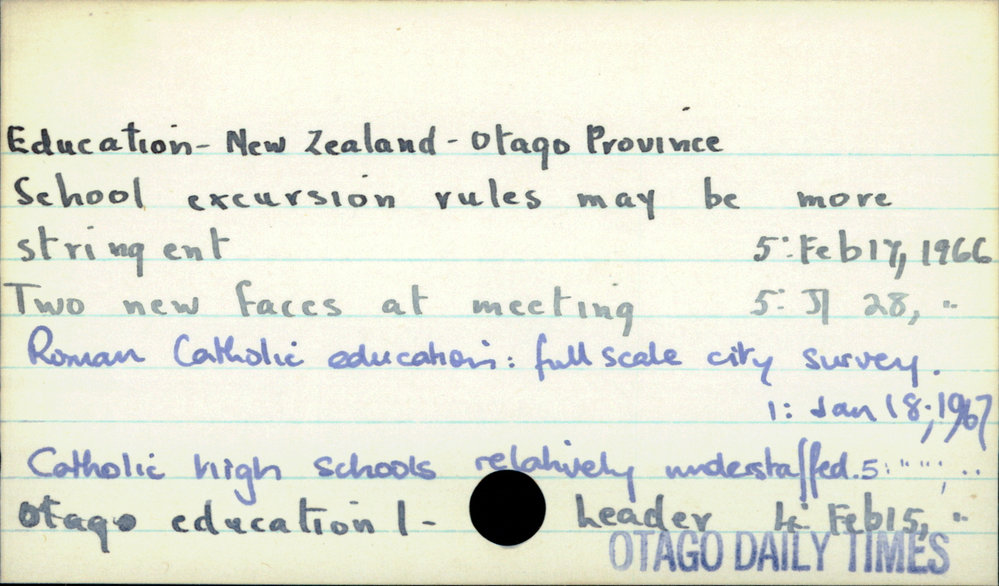 Education - New Zealand - Otago Province
School excursion rules may be more
stringent 5: Feb 17, 1966
Two new faces at meeting 5: Jl 28, "
Roman Catholic education: full scale city survey.
1: Jan 18; 1967
Catholic high schools relatively understaffed. 5: " "; "
Otago education 1 - leader 4: Feb 15, "
OTAGO DAILY TIMES